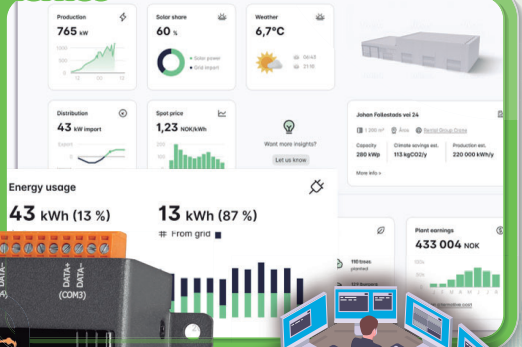 Production
765 kW
Solar share
60 %
Solar power
Grid import
Weather
6,7°C
Distribution
43 kW import
Spot price
1,23 NOK/kWh
Want more insights?
Let us know
Johan Follestads vei 24
Capacity
280 kWp
Climate savings est.
113 kgCO2/y
Production est.
220 000 kWh/y
More info »
Energy usage
43 kWh (13 %)
13 kWh (87 %)
From grid
Plant earnings
433 004 NOK
DATA-
DATA+
DATA-
(COM3)